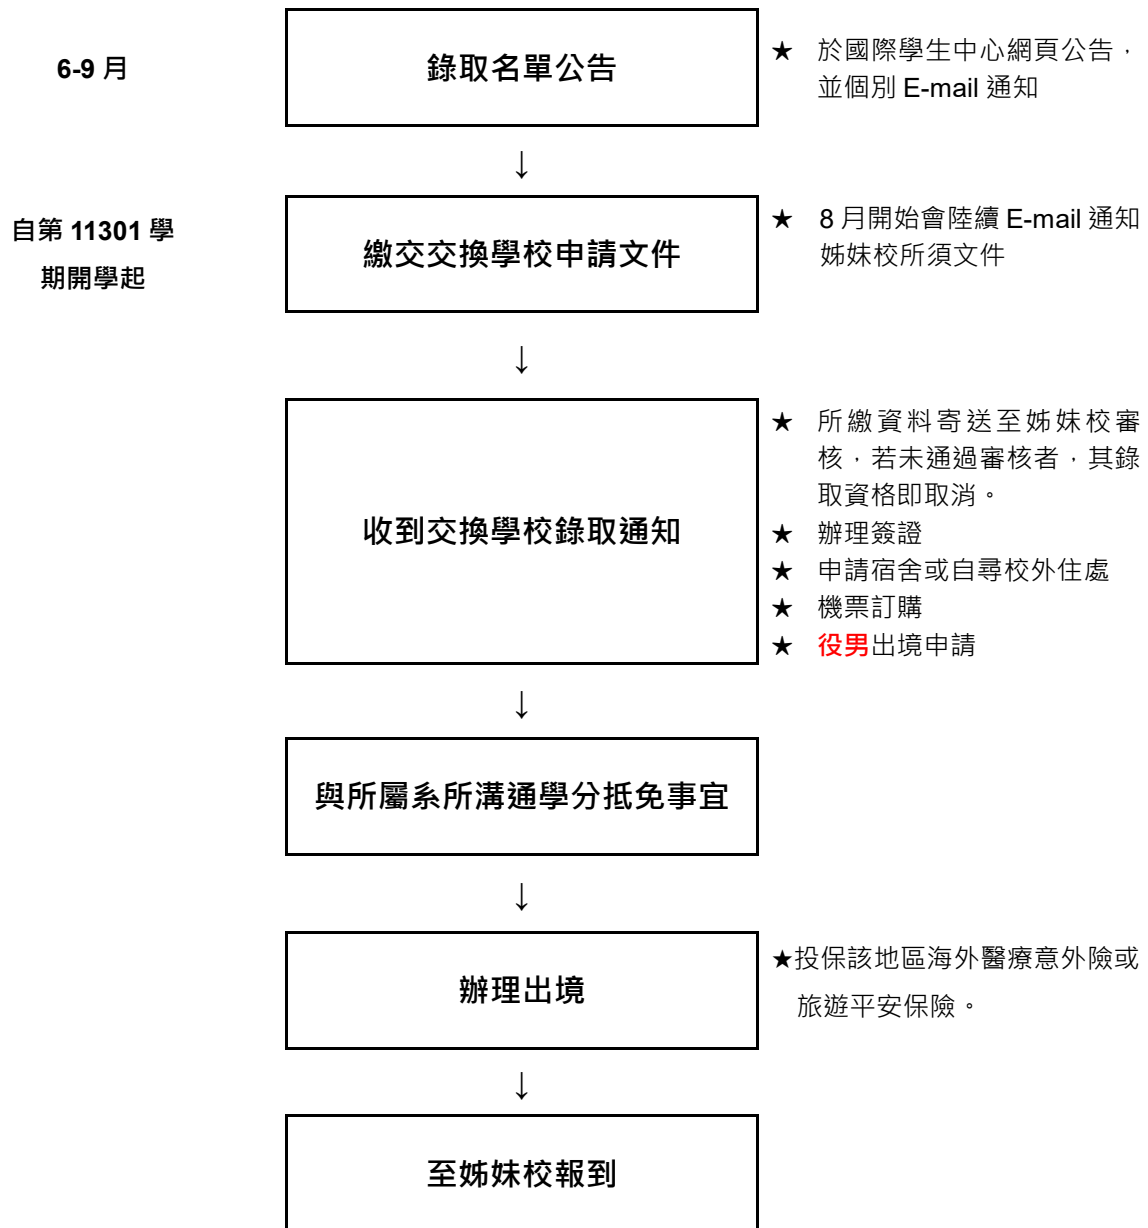 6-9 月
錄取名單公告
★ 於國際學生中心網頁公告，
並個別 E-mail 通知
↓
自第 11301 學
期開學起
繳交交換學校申請文件
★ 8 月開始會陸續 E-mail 通知
姊妹校所須文件
↓
收到交換學校錄取通知
★ 所繳資料寄送至姊妹校審
核，若未通過審核者，其錄
取資格即取消。
★ 辦理簽證
★ 申請宿舍或自尋校外住處
★ 機票訂購
★ 役男出境申請
↓
與所屬系所溝通學分抵免事宜
↓
辦理出境
★投保該地區海外醫療意外險或
旅遊平安保險。
↓
至姊妹校報到